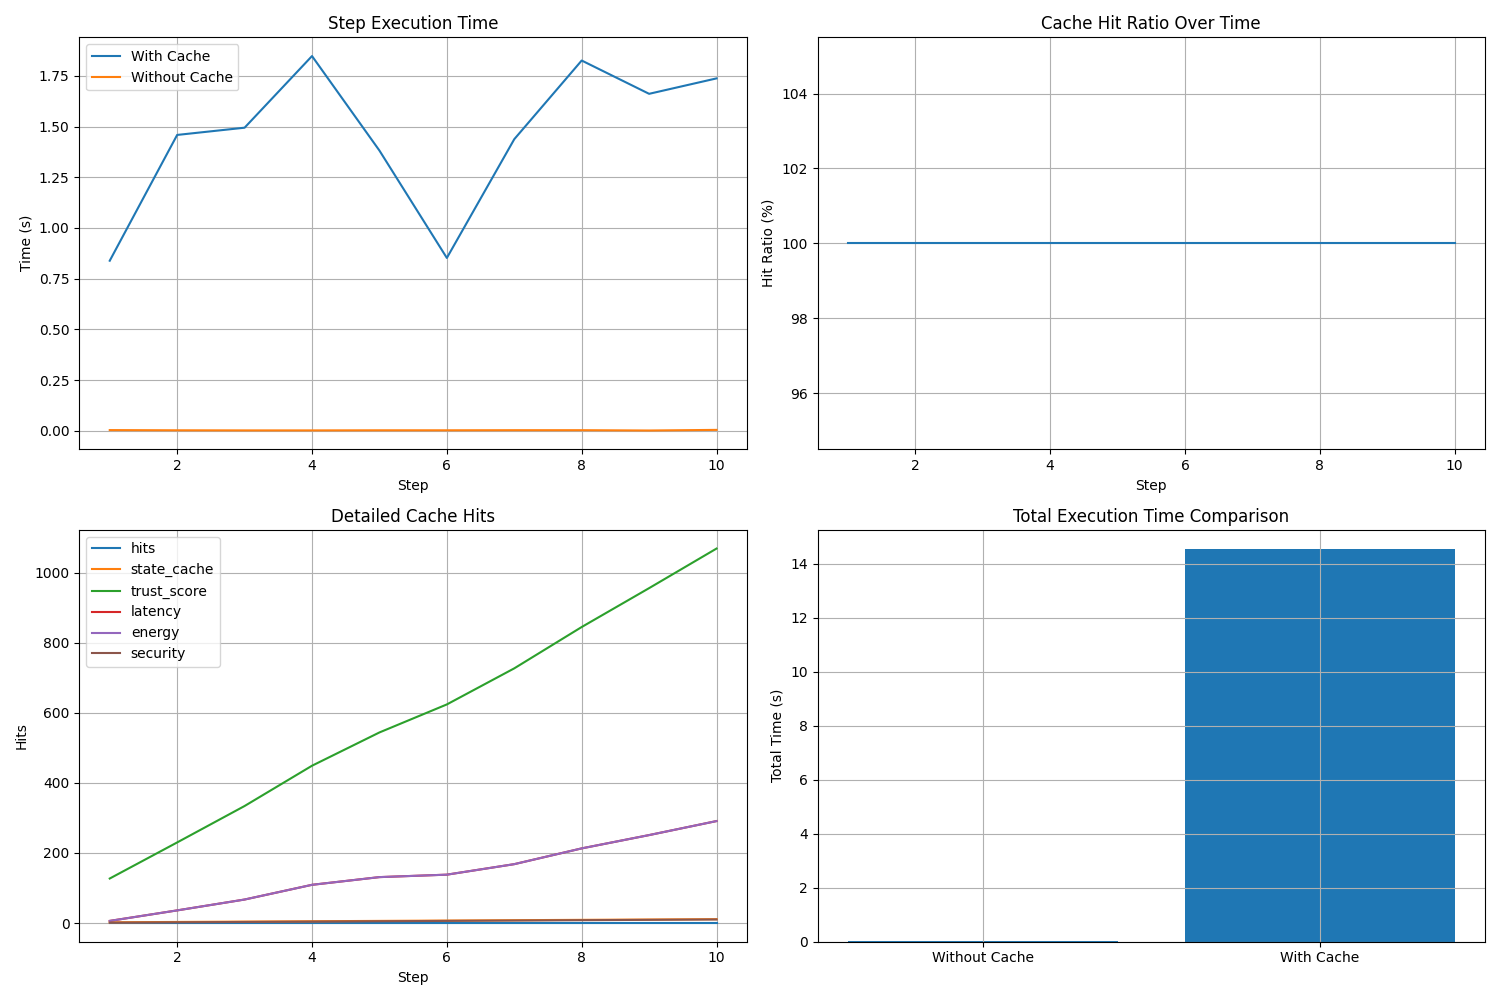 Step Execution Time
With Cache
Without Cache
1.75
1.50
1.25
1.00
0.75
0.50
0.25
0.00
Time (s)
2 4 6 8 10
Step
Cache Hit Ratio Over Time
104
102
100
98
96
Hit Ratio (%)
2 4 6 8 10
Step
Detailed Cache Hits
hits
state_cache
trust_score
latency
energy
security
1000
800
600
400
200
0
Hits
2 4 6 8 10
Step
Total Execution Time Comparison
14
12
10
8
6
4
2
0
Total Time (s)
Without Cache With Cache